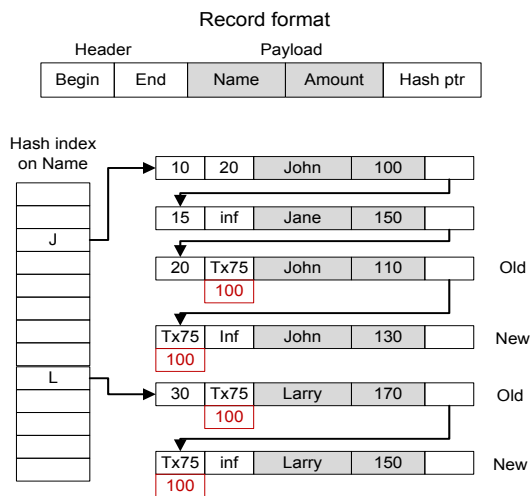 Record format
Header Payload
Begin End Name Amount Hash ptr
Hash index
on Name
10 20 John 100
15 inf Jane 150
J
20 Tx75 John 110 Old
100
Tx75 Inf John 130 New
100
L
30 Tx75 Larry 170 Old
100
Tx75 inf Larry 150 New
100